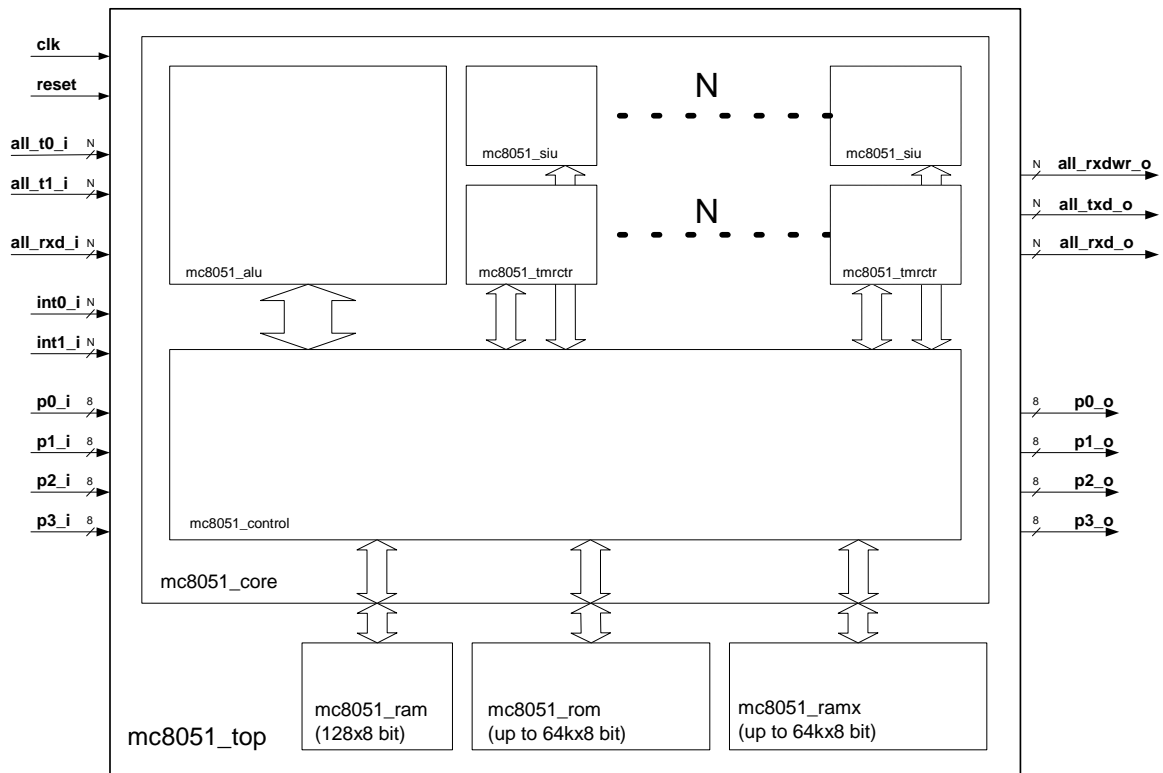 clk
reset
all_t0_i N
all_t1_i N
all_rxd_i N
int0_i N
int1_i N
p0_i 8
p1_i 8
p2_i 8
p3_i 8
mc8051_alu
mc8051_siu
N
mc8051_siu
mc8051_tmrctr
N
mc8051_tmrctr
mc8051_control
mc8051_core
mc8051_ram
(128x8 bit)
mc8051_rom
(up to 64kx8 bit)
mc8051_ramx
(up to 64kx8 bit)
mc8051_top
N all_rxdwr_o
N all_txd_o
N all_rxd_o
8 p0_o
8 p1_o
8 p2_o
8 p3_o